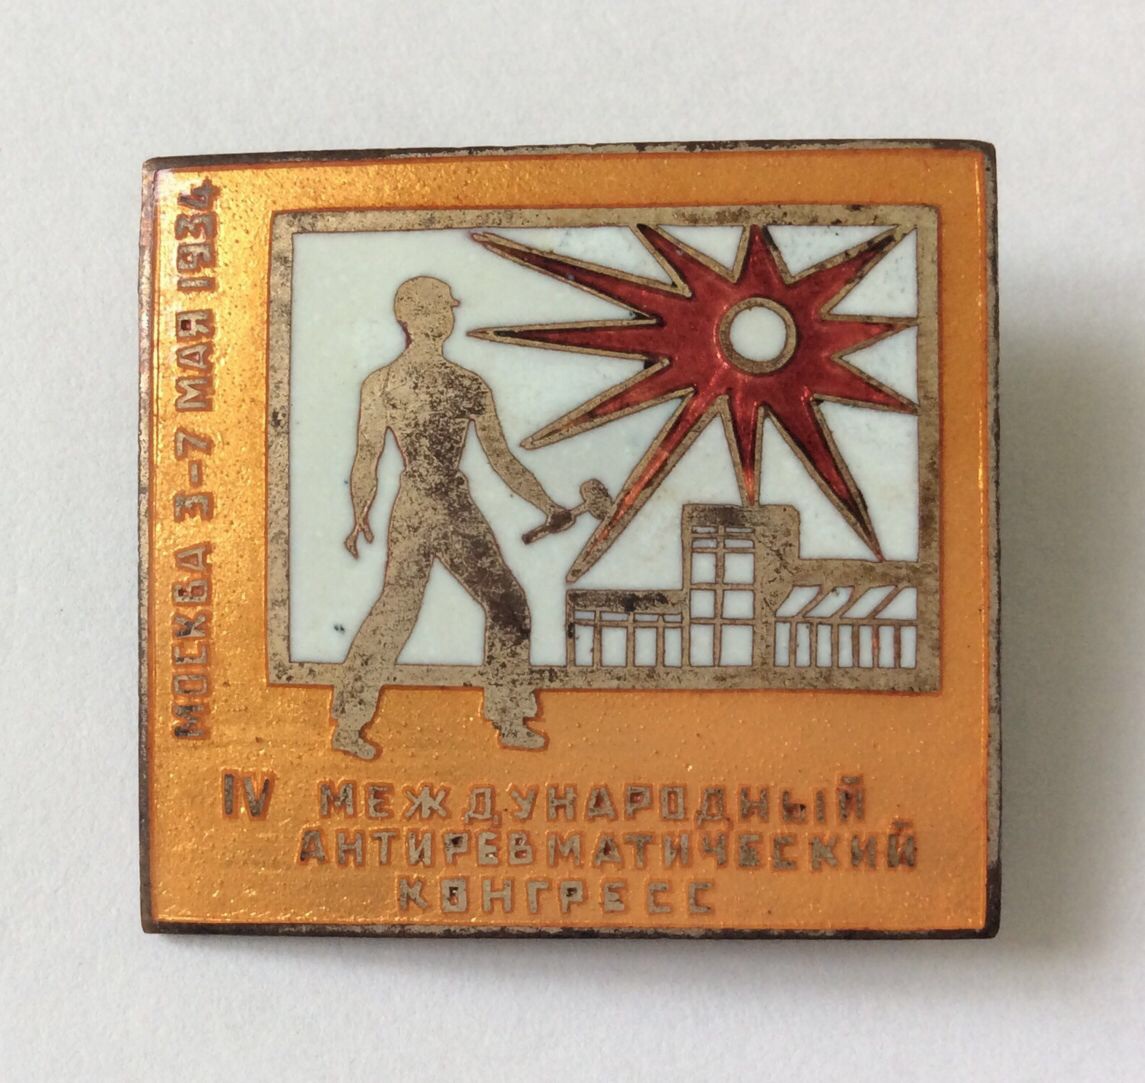 МОСКВА 3-7 МАЯ 1934
IV МЕЖДУНАРОДНЫЙ
АНТИРЕВМАТИЧЕСКИЙ
КОНГРЕСС